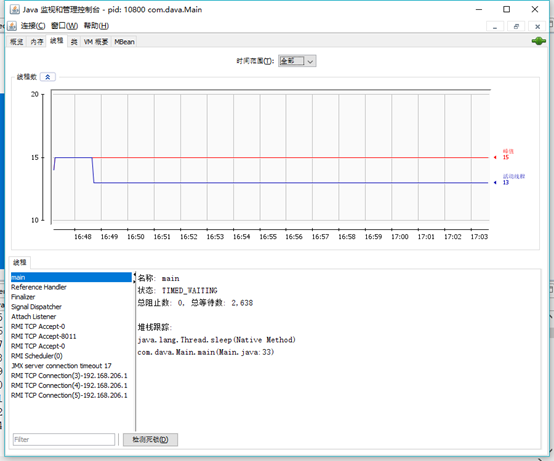 Java 监视和管理控制台 - pid: 10800 com.dava.Main
连接(C) 窗口(W) 帮助(H)
概览 内存 线程 类 VM 概要 MBean
时间范围(T): 全部
线程数
20
15
10
峰值
15
活动线程
13
16:48 16:49 16:50 16:51 16:52 16:53 16:54 16:55 16:56 16:57 16:58 16:59 17:00 17:01 17:02 17:03
线程
main
Reference Handler
Finalizer
Signal Dispatcher
Attach Listener
RMI TCP Accept-0
RMI TCP Accept-8011
RMI TCP Accept-0
RMI Scheduler(0)
JMX server connection timeout 17
RMI TCP Connection(3)-192.168.206.1
RMI TCP Connection(4)-192.168.206.1
RMI TCP Connection(5)-192.168.206.1
名称: main
状态: TIMED_WAITING
总阻止数: 0, 总等待数: 2,638
堆栈跟踪:
java.lang.Thread.sleep(Native Method)
com.dava.Main.main(Main.java:33)
Filter
检测死锁(D)